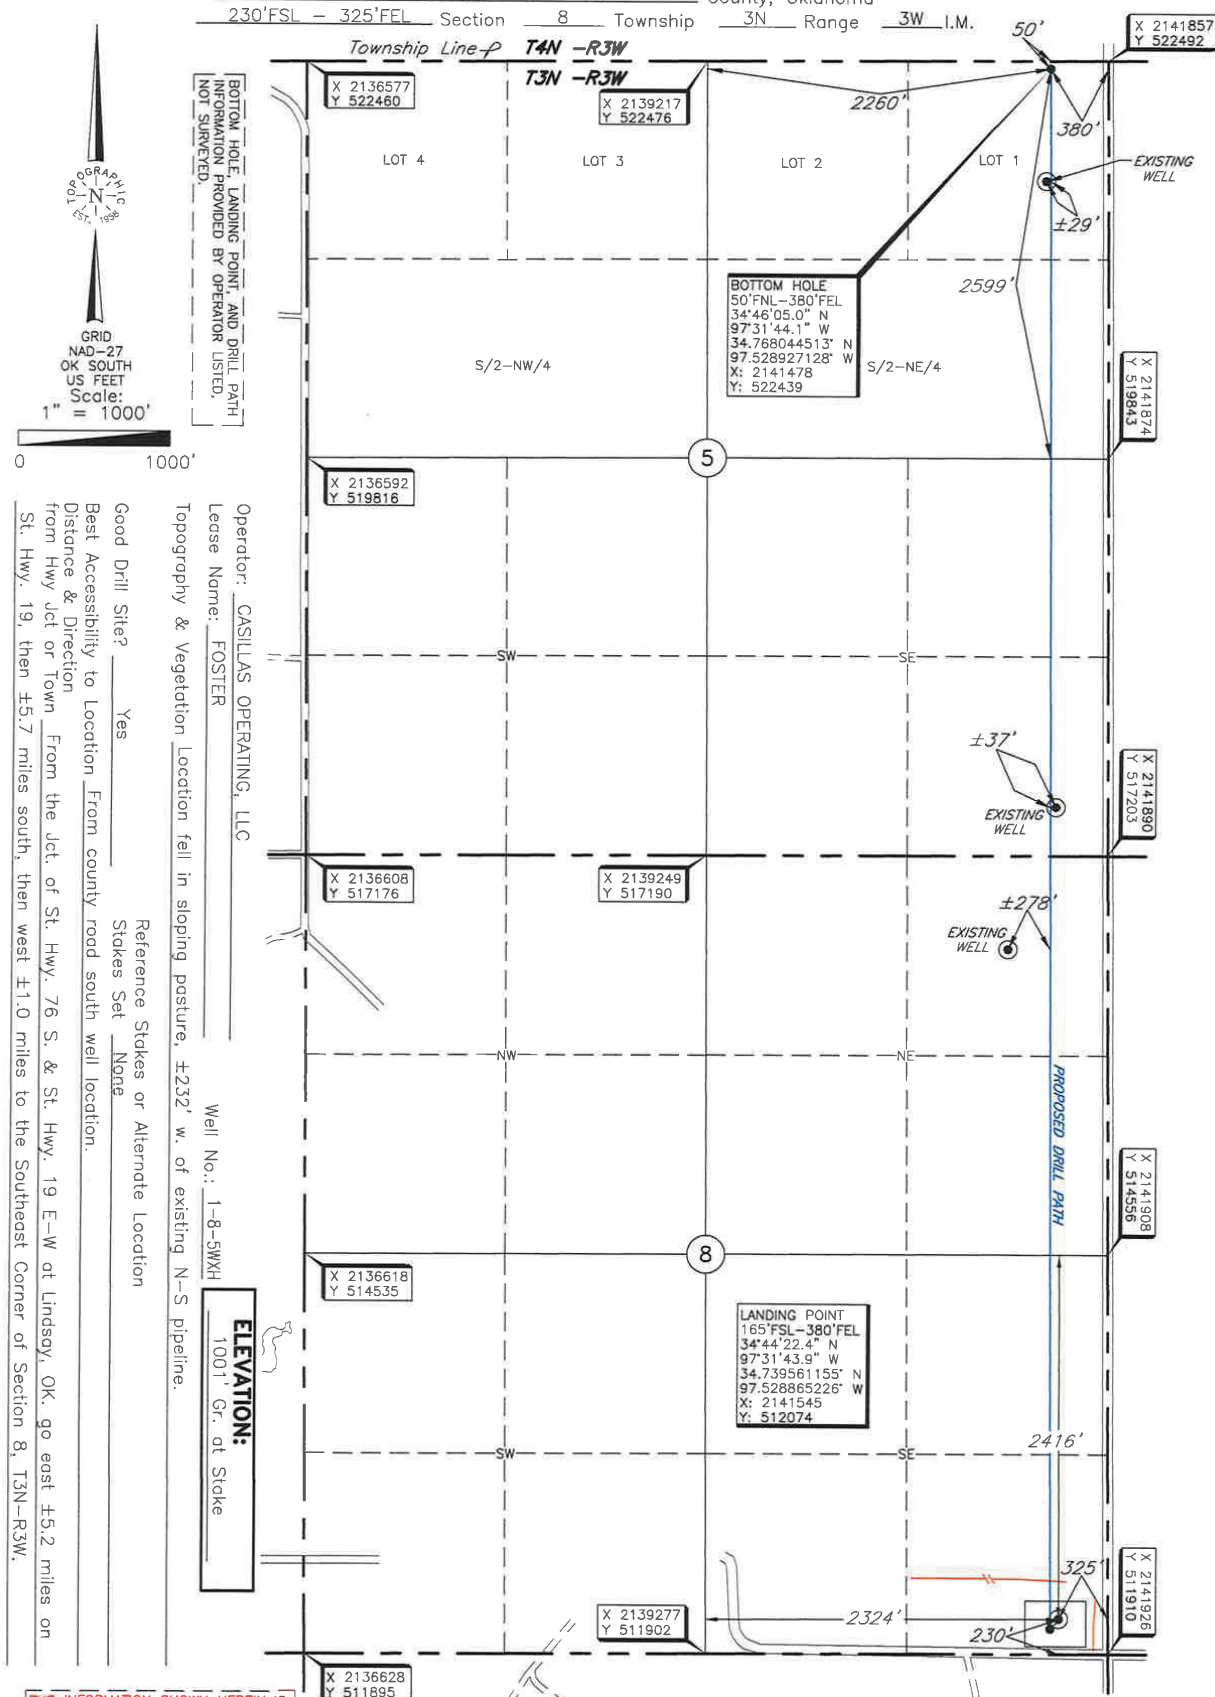 County, Oklahoma
230'FSL – 325'FEL Section 8 Township 3N Range 3W I.M.
Township Line T4N –R3W
T3N –R3W
50'
X 2141857
Y 522492
X 2136577
Y 522460
X 2139217
Y 522476
2260'
380'
LOT 4
LOT 3
LOT 2
LOT 1
EXISTING
WELL
±29'
TOPOGRAPHIC
N
EST. 1958
GRID
NAD–27
OK SOUTH
US FEET
Scale:
1" = 1000'
0 1000'
BOTTOM HOLE, LANDING POINT, AND DRILL PATH
INFORMATION PROVIDED BY OPERATOR LISTED,
NOT SURVEYED.
BOTTOM HOLE
50'FNL–380'FEL
34°46'05.0" N
97°31'44.1" W
34.768044513° N
97.528927128° W
X: 2141478
Y: 522439
2599'
S/2–NW/4
S/2–NE/4
X 2141874
Y 519843
5
X 2136592
Y 519816
SW
SE
±37'
EXISTING
WELL
X 2141890
Y 517203
X 2136608
Y 517176
X 2139249
Y 517190
±278'
EXISTING
WELL
NW
NE
PROPOSED DRILL PATH
X 2141908
Y 514556
8
X 2136618
Y 514535
LANDING POINT
165'FSL–380'FEL
34°44'22.4" N
97°31'43.9" W
34.739561155° N
97.528865226° W
X: 2141545
Y: 512074
SW
SE
2416'
325'
X 2141926
Y 511910
2324'
230'
X 2139277
Y 511902
X 2136628
Y 511895
Operator: CASILLAS OPERATING, LLC
Lease Name: FOSTER Well No.: 1–8–5WXH
ELEVATION:
1001' Gr. at Stake
Topography & Vegetation Location fell in sloping pasture, ±232' w. of existing N–S pipeline.
Reference Stakes or Alternate Location
Good Drill Site? Yes Stakes Set None
Best Accessibility to Location From county road south well location.
Distance & Direction
from Hwy Jct or Town From the Jct. of St. Hwy. 76 S. & St. Hwy. 19 E–W at Lindsay, OK. go east ±5.2 miles on
St. Hwy. 19, then ±5.7 miles south, then west ±1.0 miles to the Southeast Corner of Section 8, T3N–R3W.